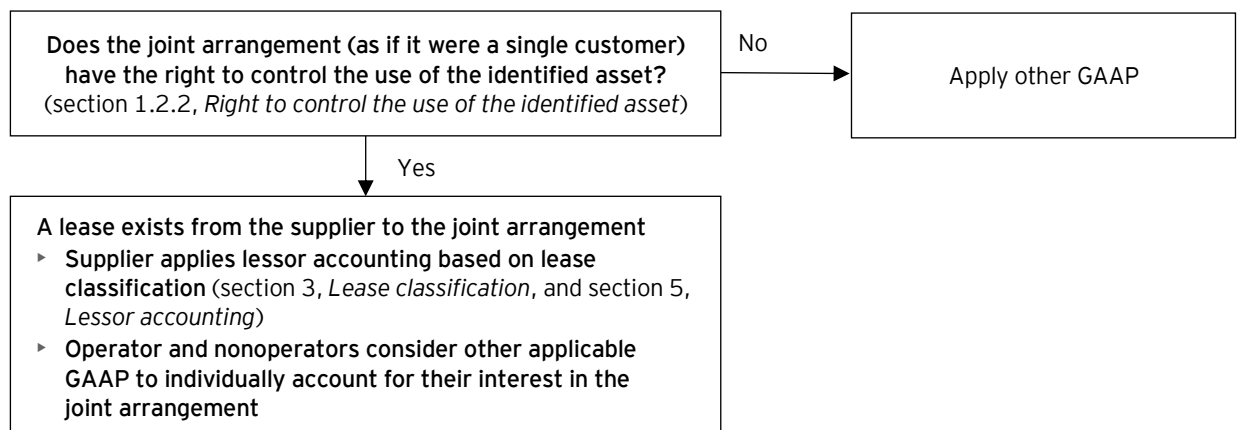 Does the joint arrangement (as if it were a single customer)
have the right to control the use of the identified asset?
(section 1.2.2, Right to control the use of the identified asset)
No
Apply other GAAP
Yes
A lease exists from the supplier to the joint arrangement
‣ Supplier applies lessor accounting based on lease
classification (section 3, Lease classification, and section 5,
Lessor accounting)
‣ Operator and nonoperators consider other applicable
GAAP to individually account for their interest in the
joint arrangement